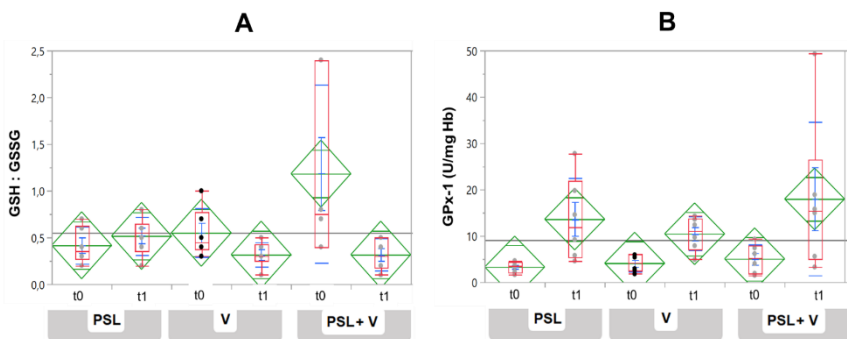 A
GSH : GSSG
2,5
2,0
1,5
1,0
0,5
0,0
t0 t1 t0 t1 t0 t1
PSL V PSL + V
B
GPx-1 (U/mg Hb)
50
40
30
20
10
0
t0 t1 t0 t1 t0 t1
PSL V PSL + V